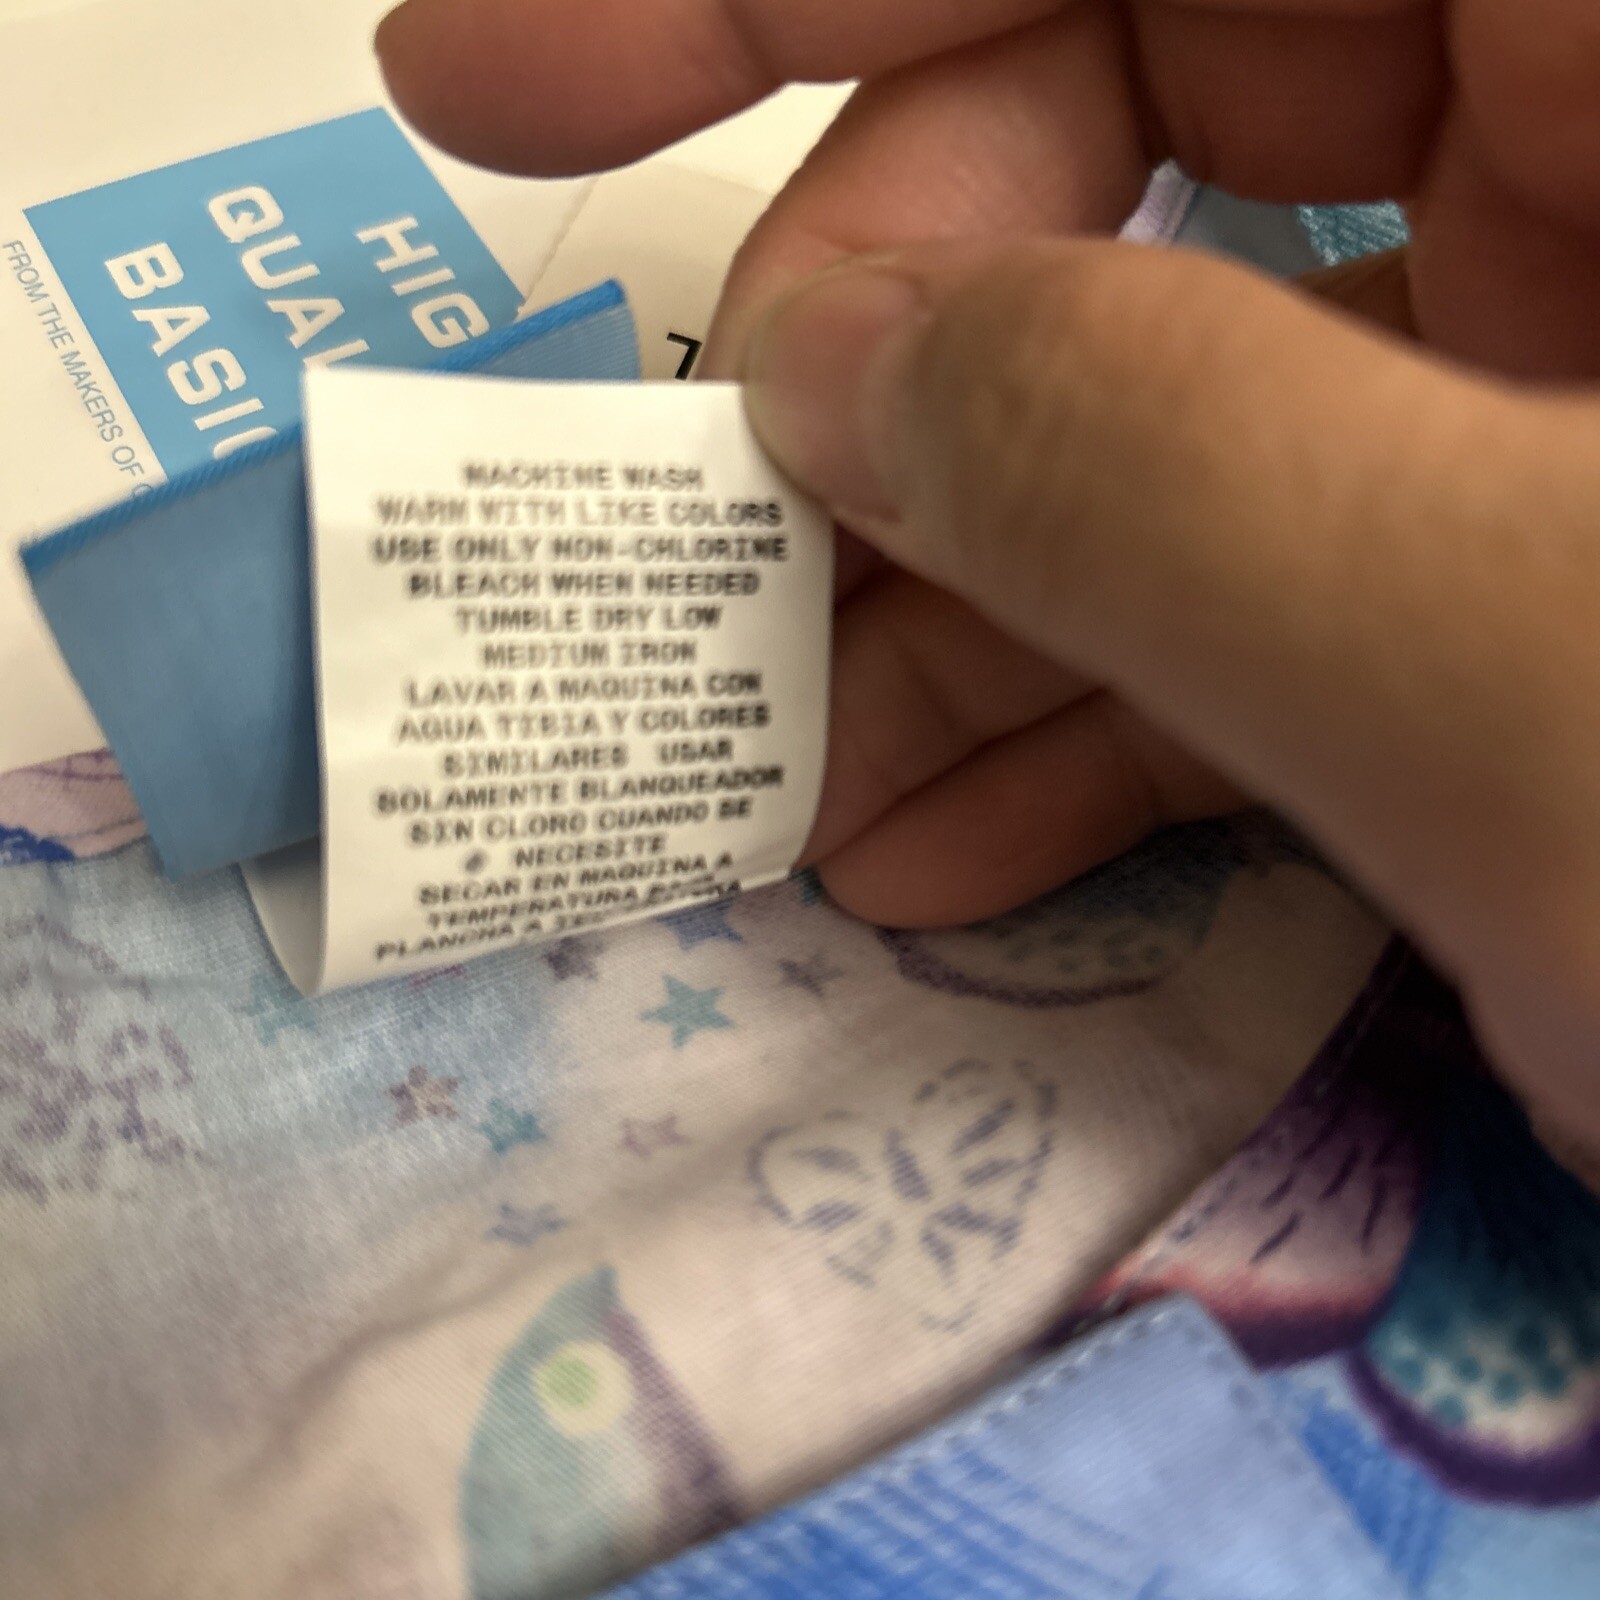 HIG
QUAL
BASIC
FROM THE MAKERS OF
7
MACHINE WASH
WARM WITH LIKE COLORS
USE ONLY NON-CHLORINE
BLEACH WHEN NEEDED
TUMBLE DRY LOW
MEDIUM IRON
LAVAR A MAQUINA CON
AGUA TIBIA Y COLORES
SIMILARES USAR
SOLAMENTE BLANQUEADOR
SIN CLORO CUANDO SE
NECESITE
SECAR EN MAQUINA A
TEMPERATURA
PLANCHA A